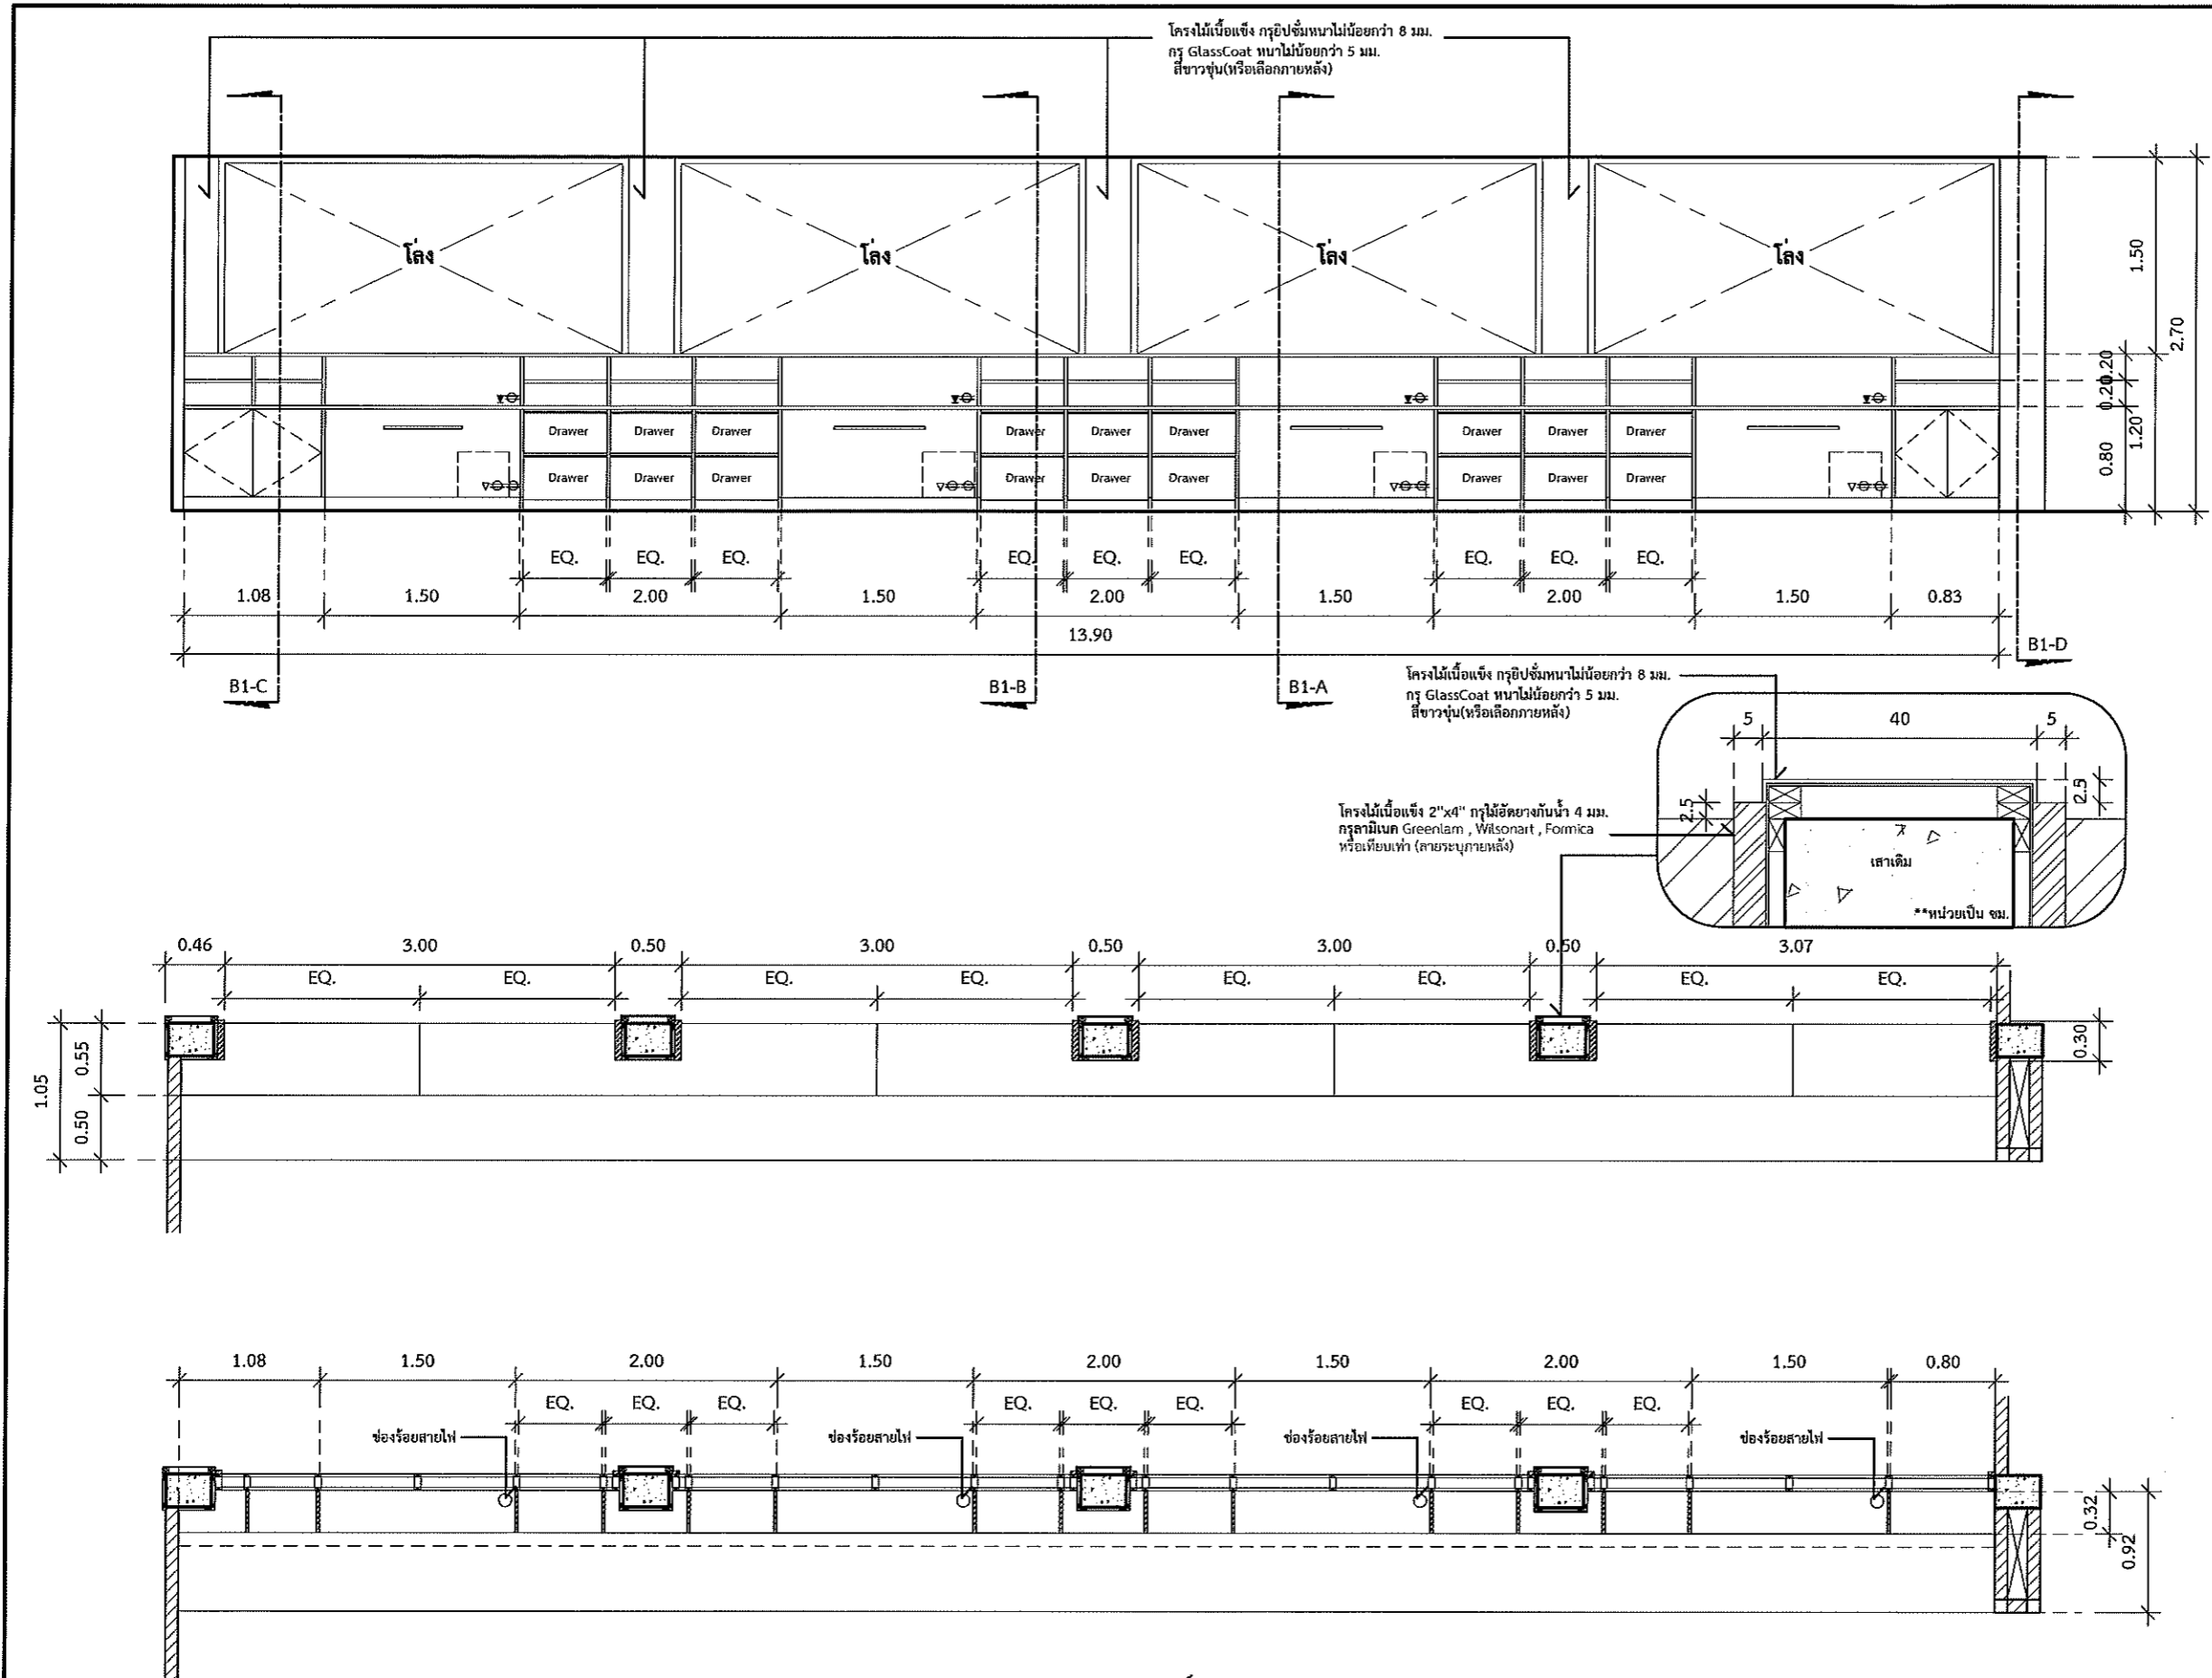 โครงไม้เนื้อแข็ง กรุยิปซั่มหนาไม่น้อยกว่า 8 มม.
กรุ GlassCoat หนาไม่น้อยกว่า 5 มม.
สีขาวขุ่น(หรือเลือกภายหลัง)
โล่ง โล่ง โล่ง โล่ง
1.50
2.70
0.20
0.20
1.20
0.80
Drawer Drawer Drawer Drawer Drawer Drawer Drawer Drawer Drawer
Drawer Drawer Drawer Drawer Drawer Drawer Drawer Drawer Drawer
EQ. EQ. EQ. EQ. EQ. EQ. EQ. EQ. EQ.
1.08 1.50 2.00 1.50 2.00 1.50 2.00 1.50 0.83
13.90
B1-C B1-B B1-A B1-D
โครงไม้เนื้อแข็ง กรุยิปซั่มหนาไม่น้อยกว่า 8 มม.
กรุ GlassCoat หนาไม่น้อยกว่า 5 มม.
สีขาวขุ่น(หรือเลือกภายหลัง)
5 40 5
2.5
2.5
โครงไม้เนื้อแข็ง 2"x4" กรุไม้อัดยางกันน้ำ 4 มม.
กรุลามิเนต Greenlam , Wilsonart , Formica
หรือเทียบเท่า (ลายระบุภายหลัง)
เสาเดิม
**หน่วยเป็น ซม.
0.46 3.00 0.50 3.00 0.50 3.00 0.50 3.07
EQ. EQ. EQ. EQ. EQ. EQ. EQ. EQ.
1.05
0.55
0.50
0.30
1.08 1.50 2.00 1.50 2.00 1.50 2.00 1.50 0.80
EQ. EQ. EQ. EQ. EQ. EQ. EQ. EQ. EQ.
ช่องร้อยสายไฟ ช่องร้อยสายไฟ ช่องร้อยสายไฟ ช่องร้อยสายไฟ
0.32
0.92